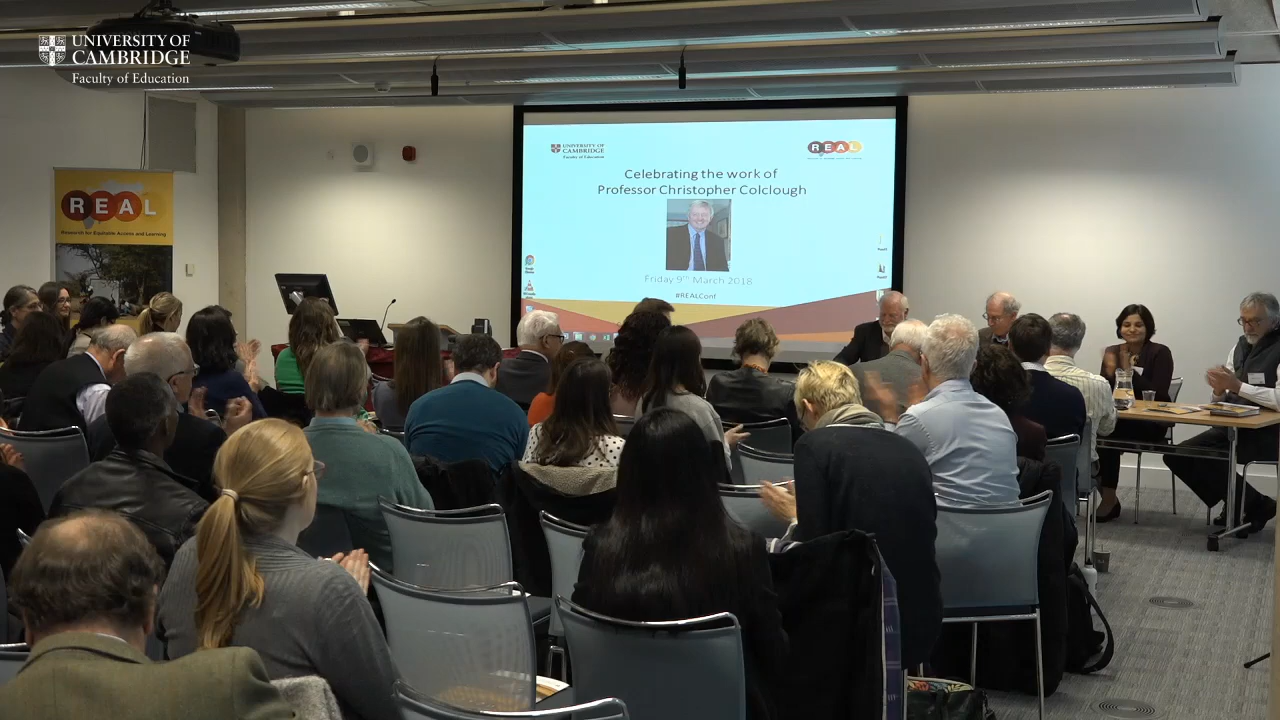 UNIVERSITY OF
CAMBRIDGE
Faculty of Education
REAL
Research for Equitable Access and Learning
UNIVERSITY OF
CAMBRIDGE
Faculty of Education
REAL
Celebrating the work of
Professor Christopher Colclough
Friday 9th March 2018
#REALConf